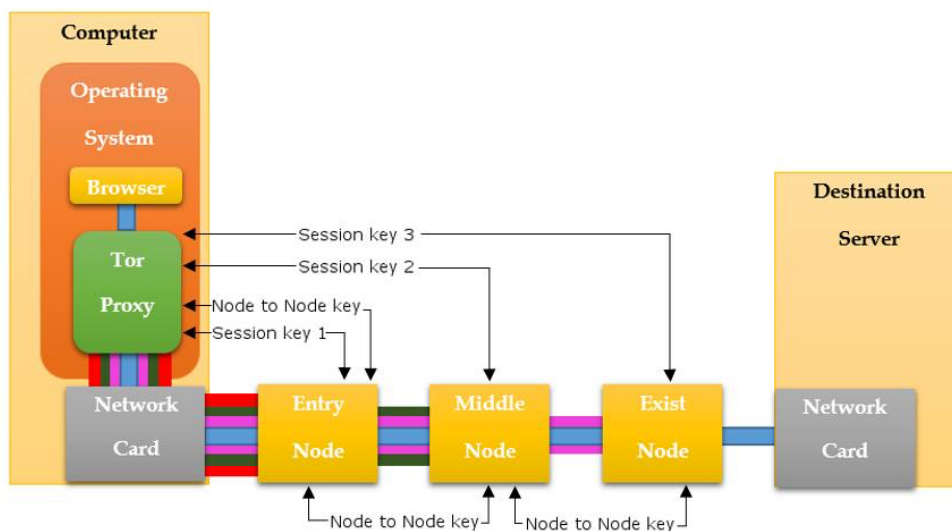 Computer
Operating
System
Browser
Tor
Proxy
Session key 3
Session key 2
Node to Node key
Session key 1
Destination
Server
Network
Card
Entry
Node
Middle
Node
Exist
Node
Network
Card
Node to Node key
Node to Node key